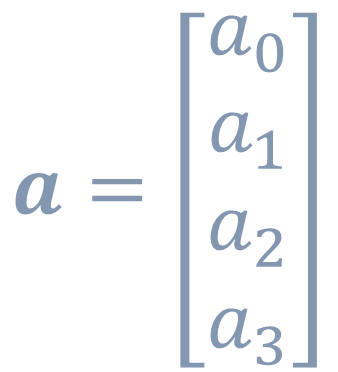 a =
a₀
a₁
a₂
a₃